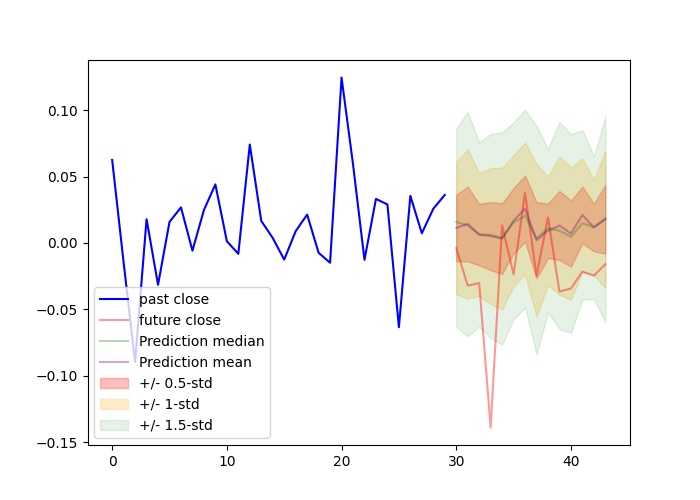 0.10
0.05
0.00
−0.05
−0.10
−0.15
past close
future close
Prediction median
Prediction mean
+/- 0.5-std
+/- 1-std
+/- 1.5-std
0 10 20 30 40